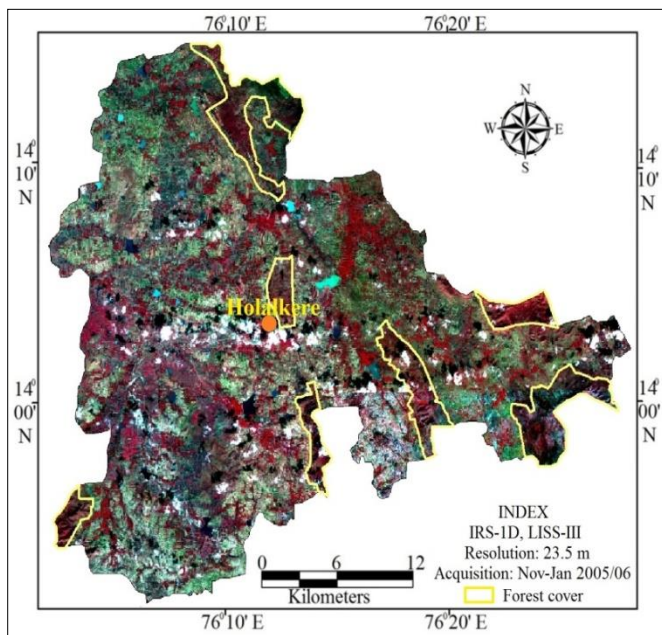 76°10' E 76°20' E
N
W E
S
14°
10'
N
14°
10'
N
Holalkere
14°
00'
N
14°
00'
N
INDEX
IRS-1D, LISS-III
Resolution: 23.5 m
Acquisition: Nov-Jan 2005/06
Forest cover
0 6 12
Kilometers
76°10' E 76°20' E